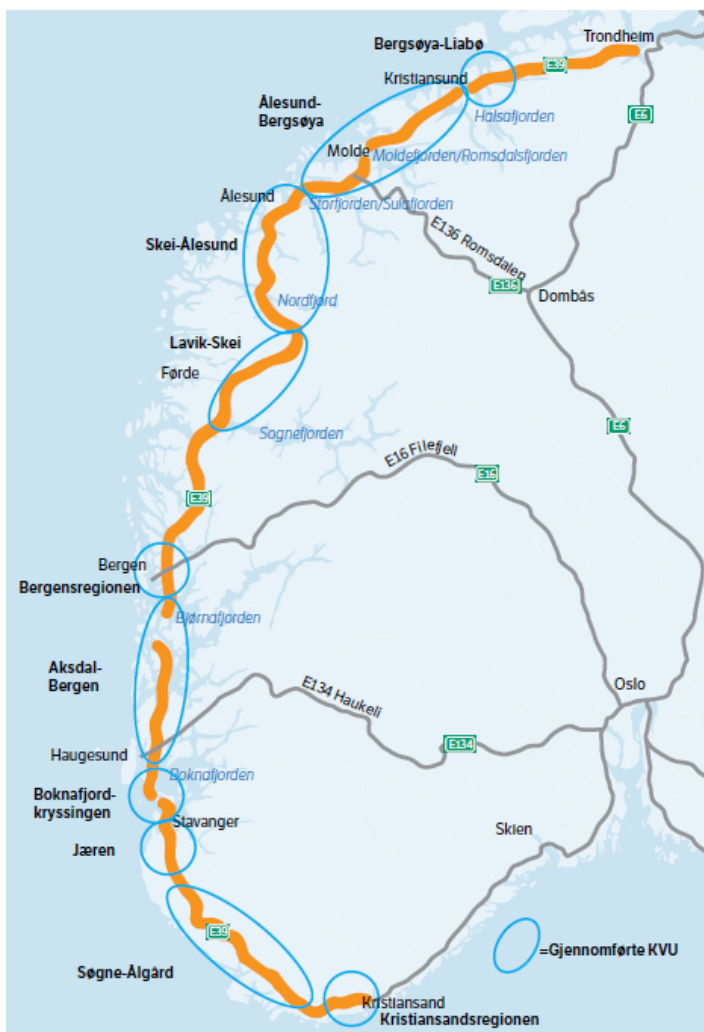 Trondheim
Bergsøya-Liabø
E39
Kristiansund
Ålesund-
Bergsøya
Halsafjorden
E6
Molde
Moldefjorden/Romsdalsfjorden
Ålesund
Storfjorden/Sulafjorden
Skei-Ålesund
E136 Romsdalen
E136
Dombås
Nordfjord
Lavik-Skei
Førde
E6
Sognefjorden
E16 Filefjell
E16
E39
Bergen
Bergensregionen
Bjørnafjorden
Aksdal-
Bergen
E134 Haukeli
Oslo
E134
Haugesund
Boknafjorden
Boknafjord-
kryssingen
Stavanger
Skien
Jæren
E39
=Gjennomførte KVU
Søgne-Ålgård
Kristiansand
Kristiansandsregionen